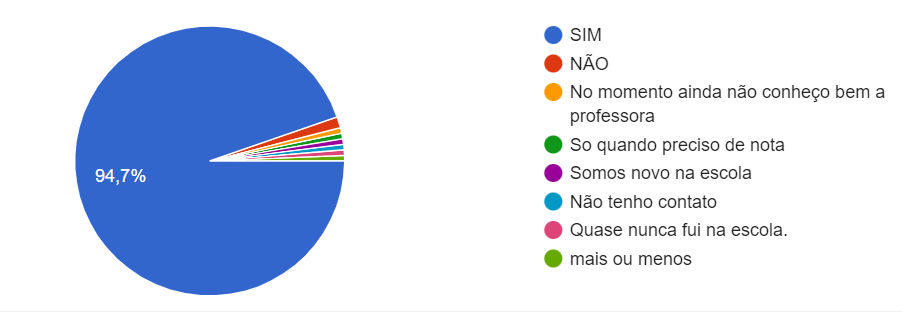 94,7%
SIM
NÃO
No momento ainda não conheço bem a
professora
So quando preciso de nota
Somos novo na escola
Não tenho contato
Quase nunca fui na escola.
mais ou menos